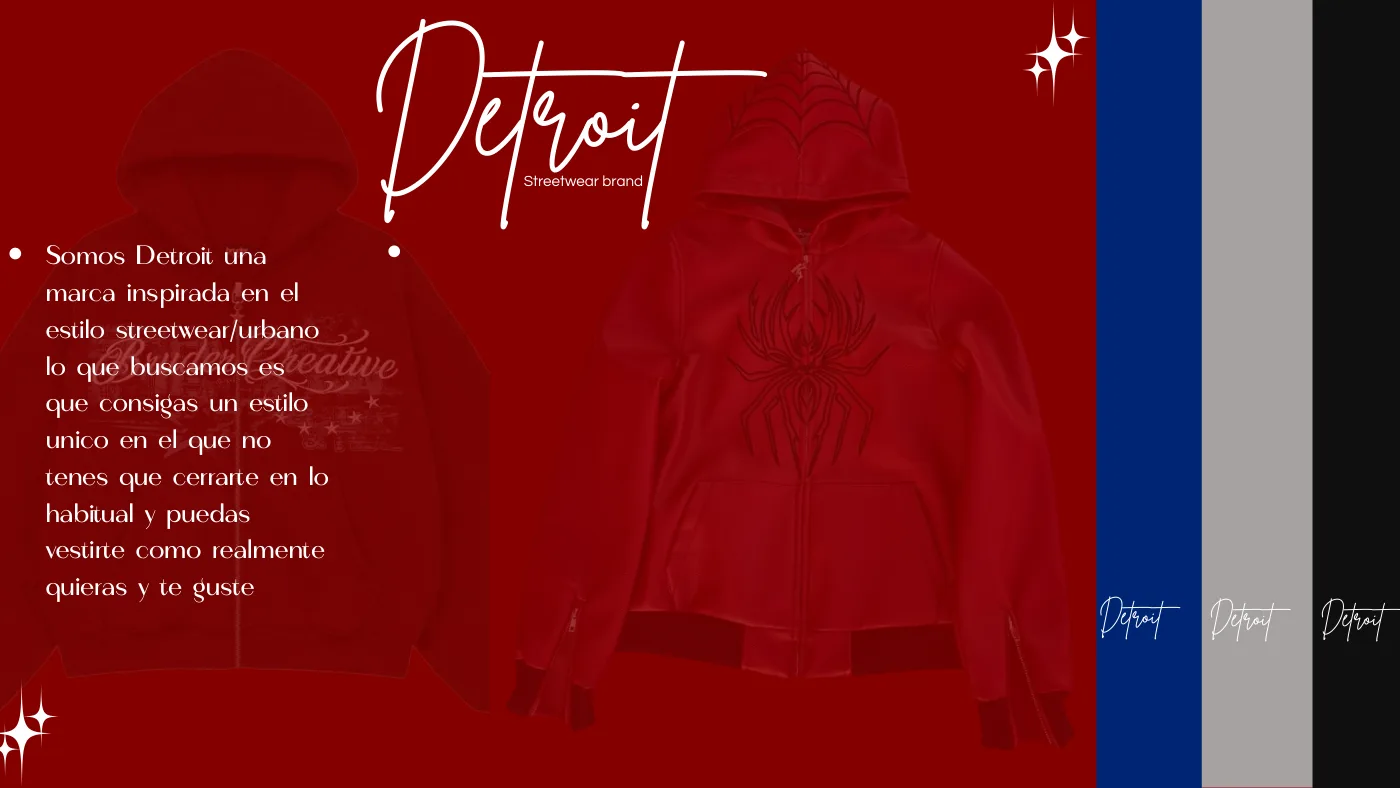 Detroit
Streetwear brand
Somos Detroit una
marca inspirada en el
estilo streetwear/urbano
lo que buscamos es
que consigas un estilo
unico en el que no
tenes que cerrarte en lo
habitual y puedas
vestirte como realmente
quieras y te guste
Bruder Creative
Detroit
Detroit
Detroit